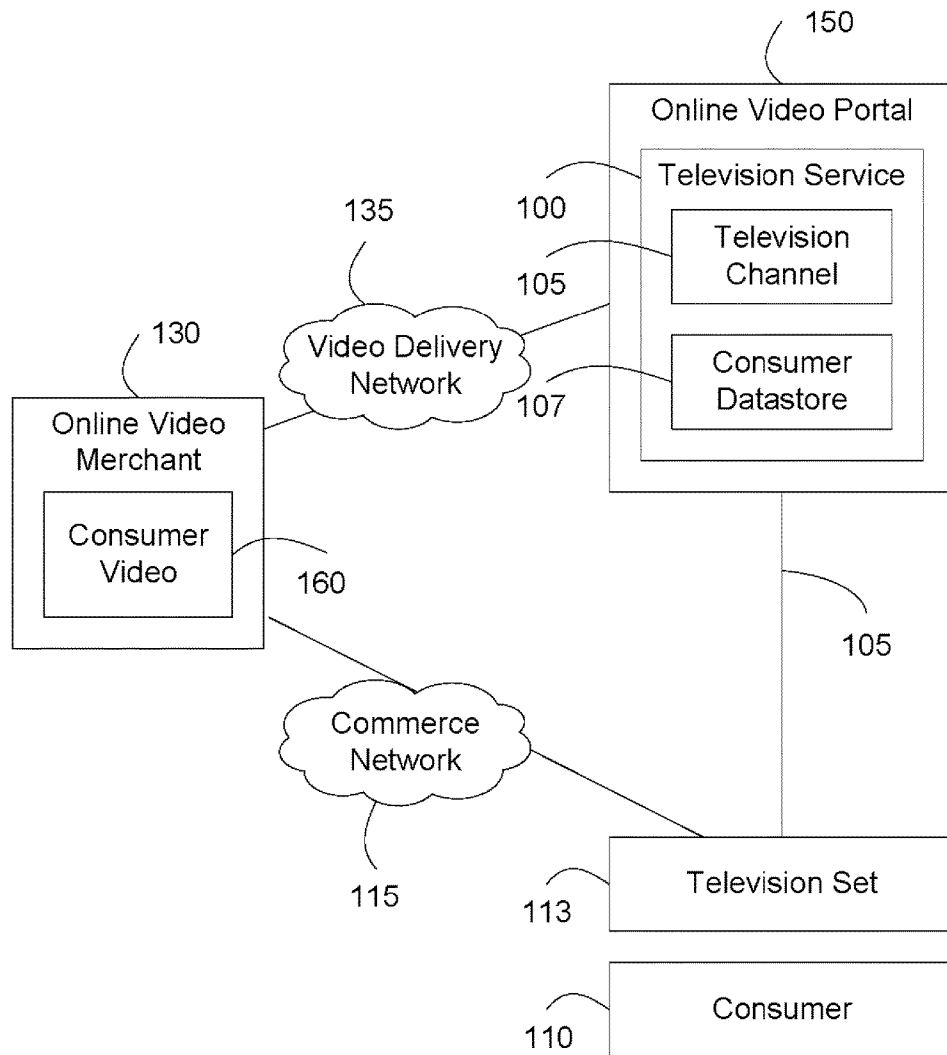 150
Online Video Portal
Television Service
100
Television
Channel
105
Consumer
Datastore
107
135
Video Delivery
Network
130
Online Video
Merchant
Consumer
Video
160
105
Commerce
Network
115
Television Set
113
Consumer
110